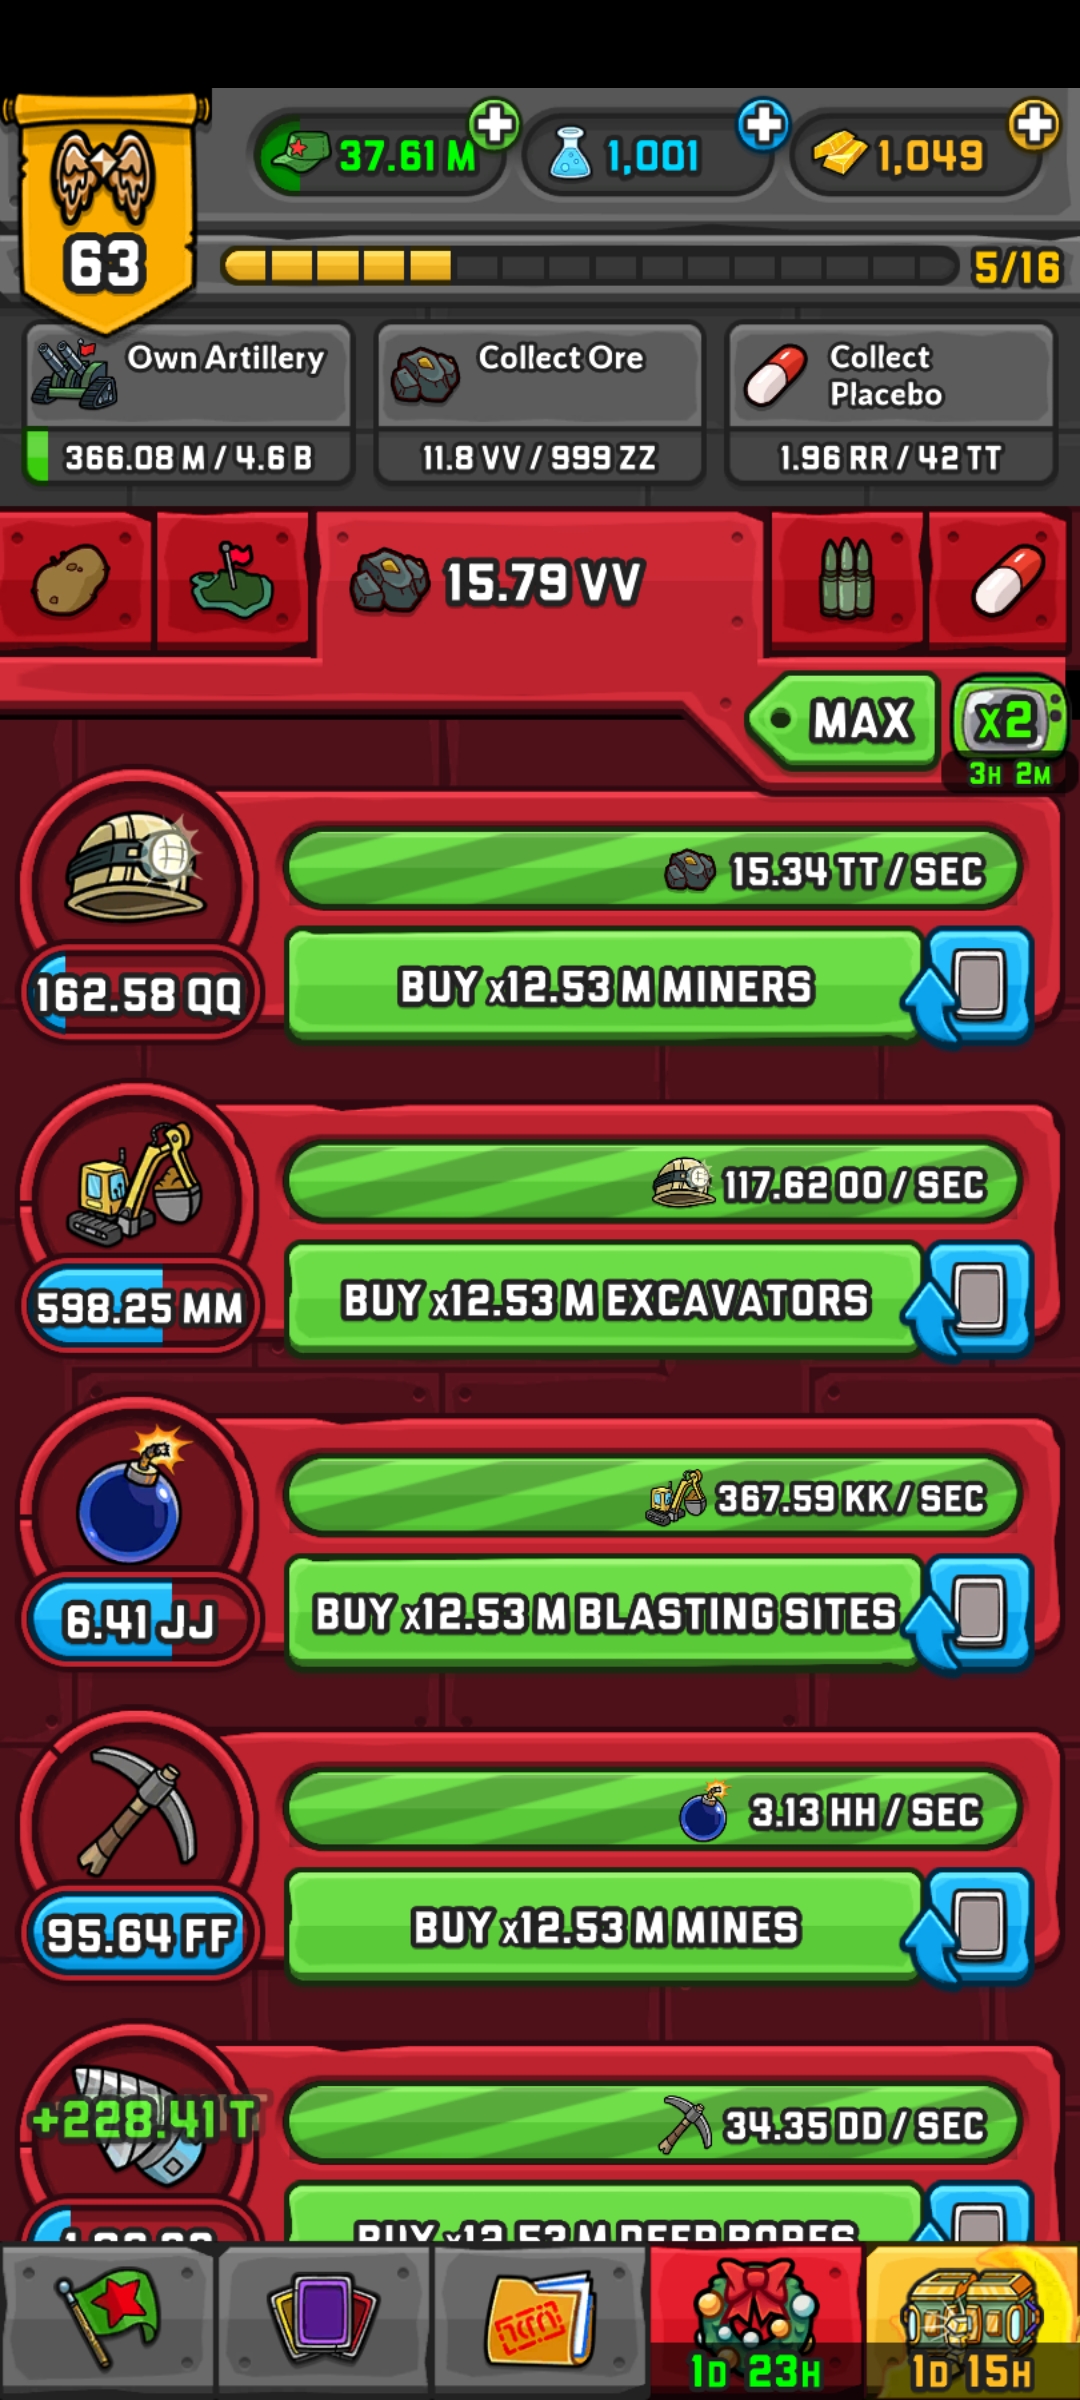 37.61 M
1,001
1,049
63
5/16
Own Artillery
366.08 M / 4.6 B
Collect Ore
11.8 VV / 999 ZZ
Collect
Placebo
1.96 RR / 42 TT
15.79 VV
MAX
x2
3H 2M
15.34 TT / SEC
162.58 QQ
BUY x12.53 M MINERS
117.62 OO / SEC
598.25 MM
BUY x12.53 M EXCAVATORS
367.59 KK / SEC
6.41 JJ
BUY x12.53 M BLASTING SITES
3.13 HH / SEC
95.64 FF
BUY x12.53 M MINES
+228.41 T
34.35 DD / SEC
BUY x12.53 M DEEP BORES
1D 23H
1D 15H